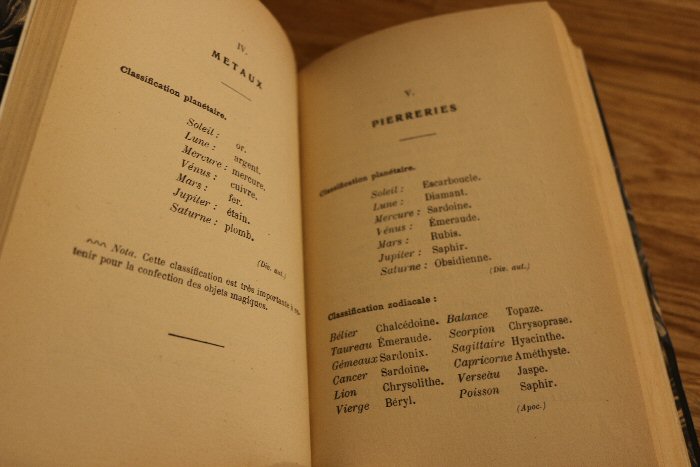 IV.
METAUX
Classification planétaire.
Soleil : or.
Lune : argent.
Mercure : mercure.
Vénus : cuivre.
Mars : fer.
Jupiter : étain.
Saturne : plomb.
(Div. aut.)
^^^ Nota. Cette classification est très importante à re-
tenir pour la confection des objets magiques.
V.
PIERRERIES
Classification planétaire.
Soleil : Escarboucle.
Lune : Diamant.
Mercure : Sardoine.
Vénus : Émeraude.
Mars : Rubis.
Jupiter : Saphir.
Saturne : Obsidienne.
(Div. aut.)
Classification zodiacale :
Bélier Chalcédoine. Balance Topaze.
Taureau Émeraude. Scorpion Chrysoprase.
Gémeaux Sardonix. Sagittaire Hyacinthe.
Cancer Sardoine. Capricorne Améthyste.
Lion Chrysolithe. Verseau Jaspe.
Vierge Béryl. Poisson Saphir.
(Apoc.)